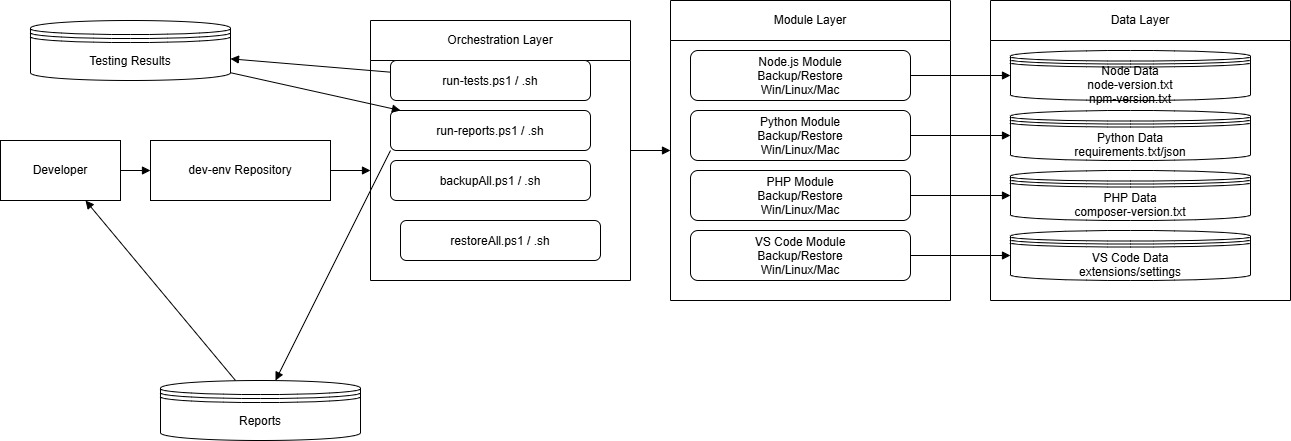 Testing Results
Developer
dev-env Repository
Orchestration Layer
run-tests.ps1 / .sh
run-reports.ps1 / .sh
backupAll.ps1 / .sh
restoreAll.ps1 / .sh
Reports
Module Layer
Node.js Module
Backup/Restore
Win/Linux/Mac
Python Module
Backup/Restore
Win/Linux/Mac
PHP Module
Backup/Restore
Win/Linux/Mac
VS Code Module
Backup/Restore
Win/Linux/Mac
Data Layer
Node Data
node-version.txt
npm-version.txt
Python Data
requirements.txt/json
PHP Data
composer-version.txt
VS Code Data
extensions/settings